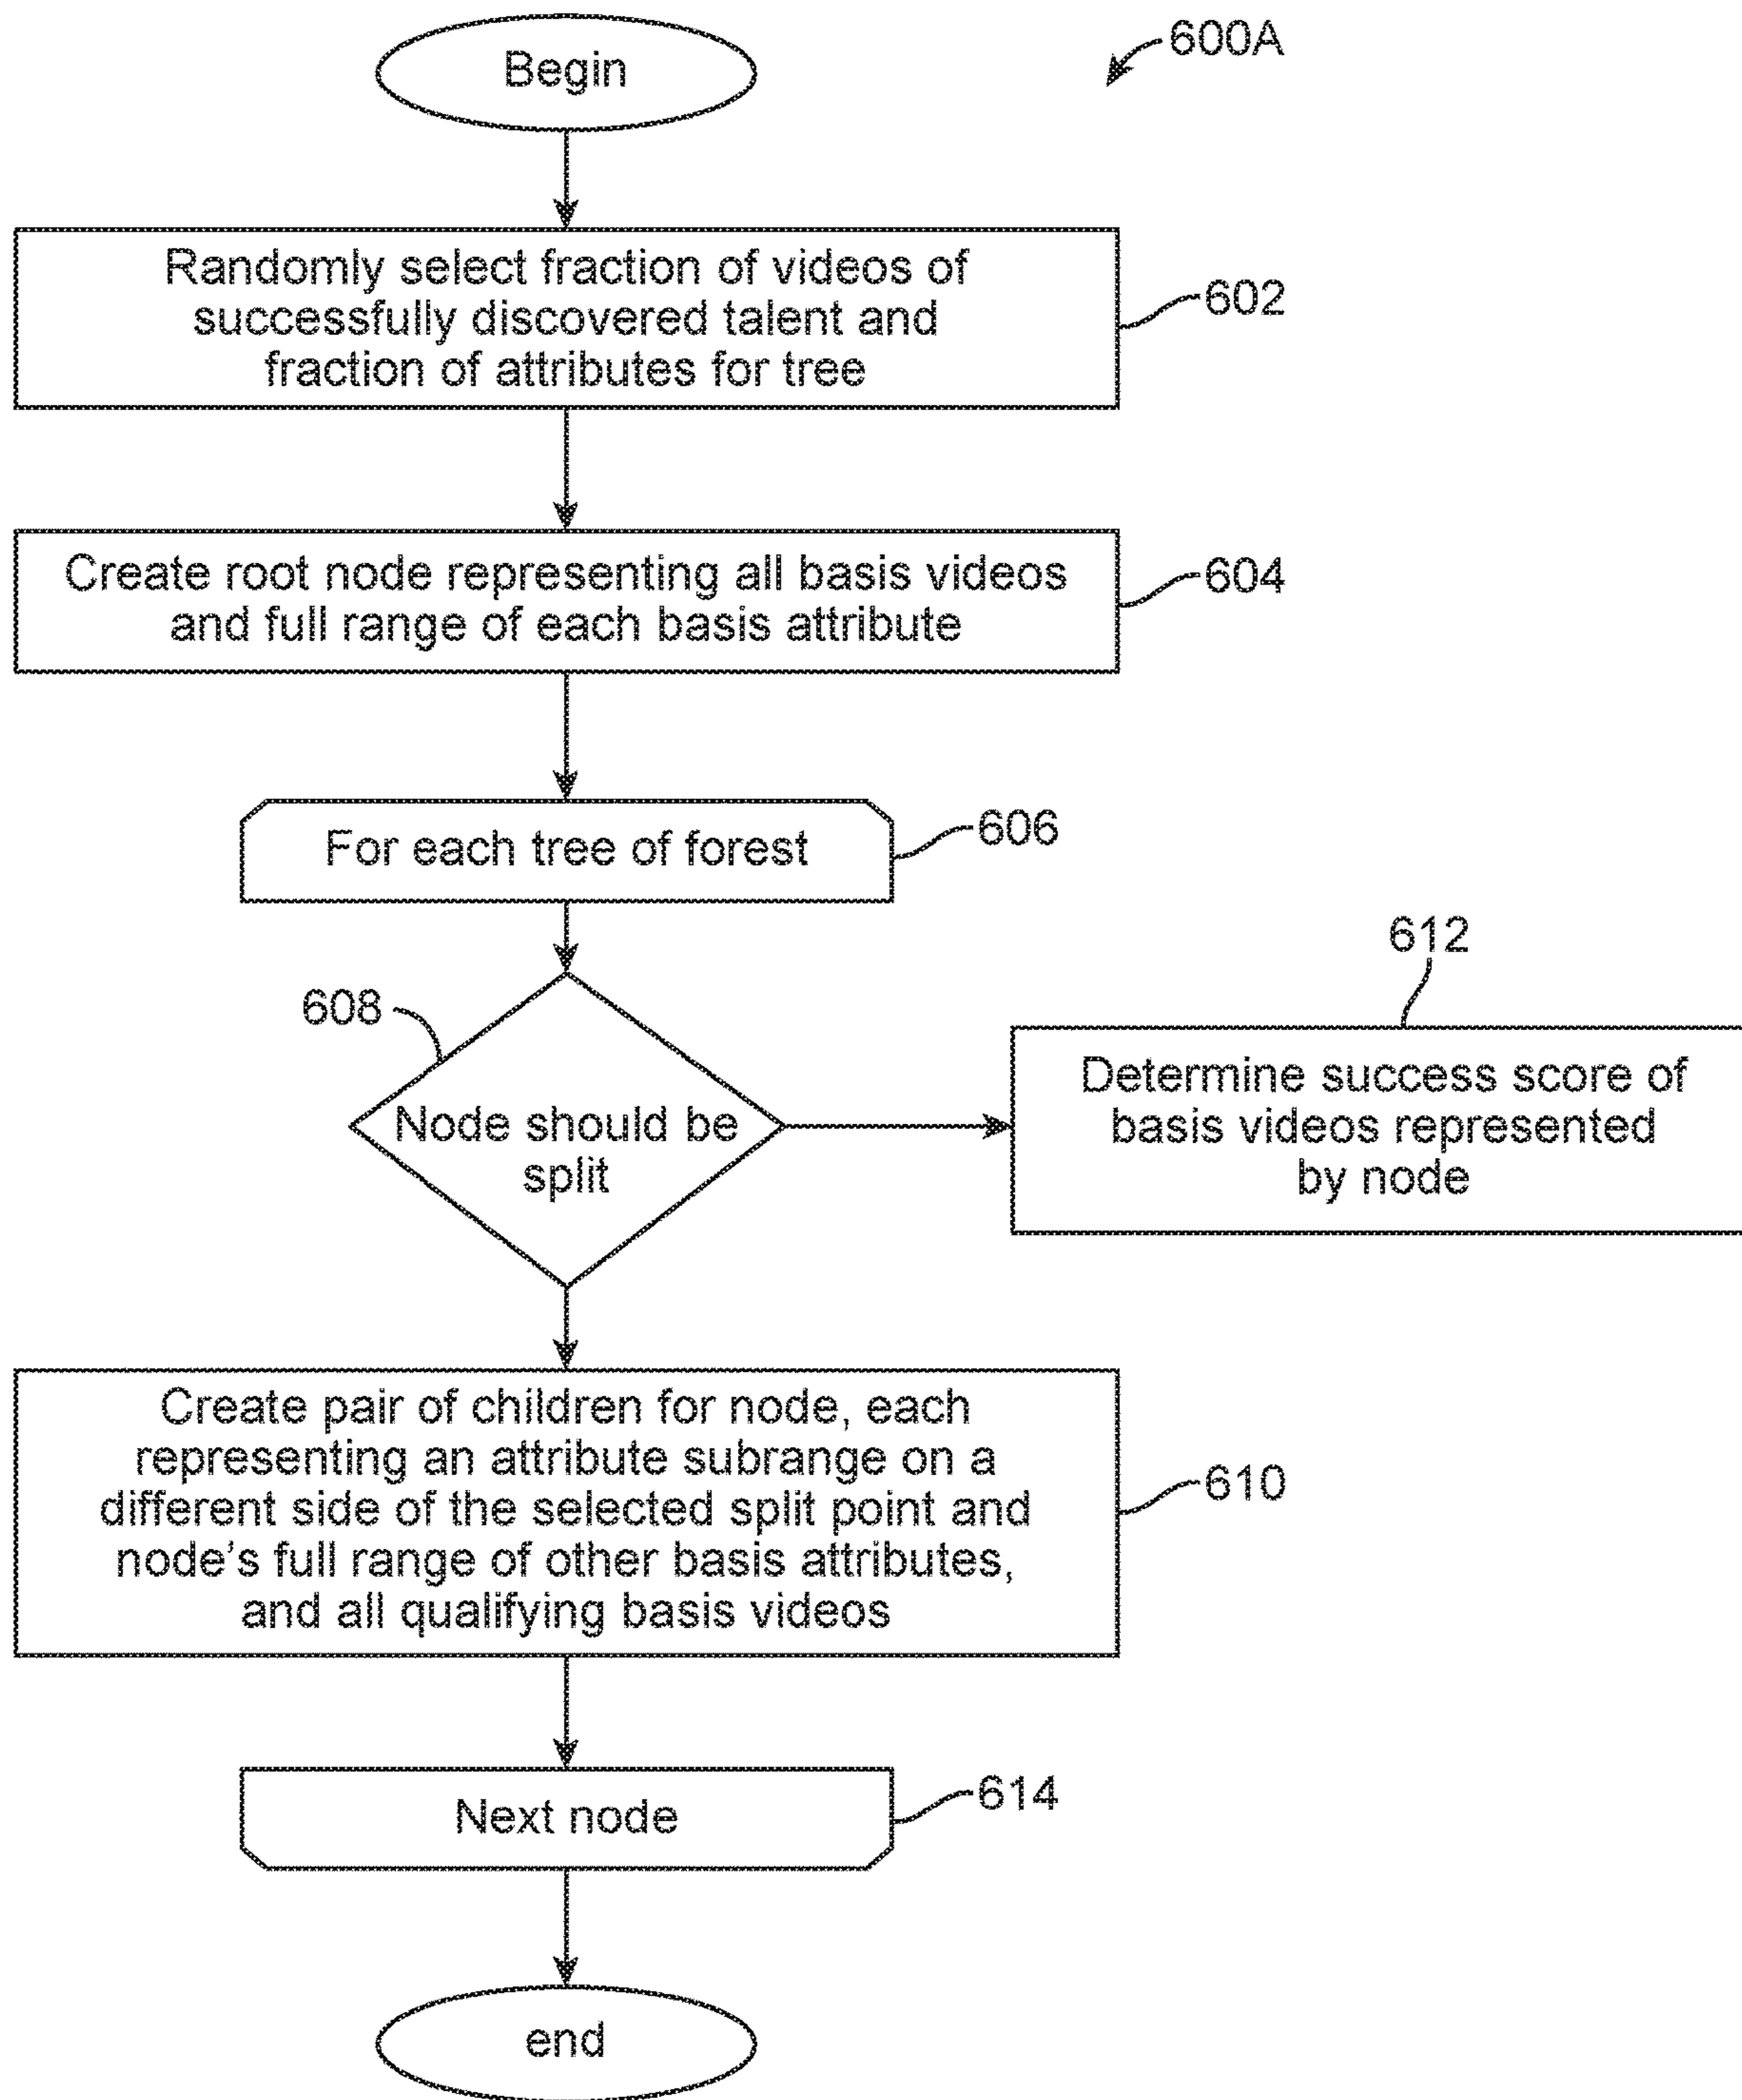 Begin
600A
Randomly select fraction of videos of
successfully discovered talent and
fraction of attributes for tree
602
Create root node representing all basis videos
and full range of each basis attribute
604
For each tree of forest
606
608
Node should be
split
612
Determine success score of
basis videos represented
by node
Create pair of children for node, each
representing an attribute subrange on a
different side of the selected split point and
node's full range of other basis attributes,
and all qualifying basis videos
610
Next node
614
end